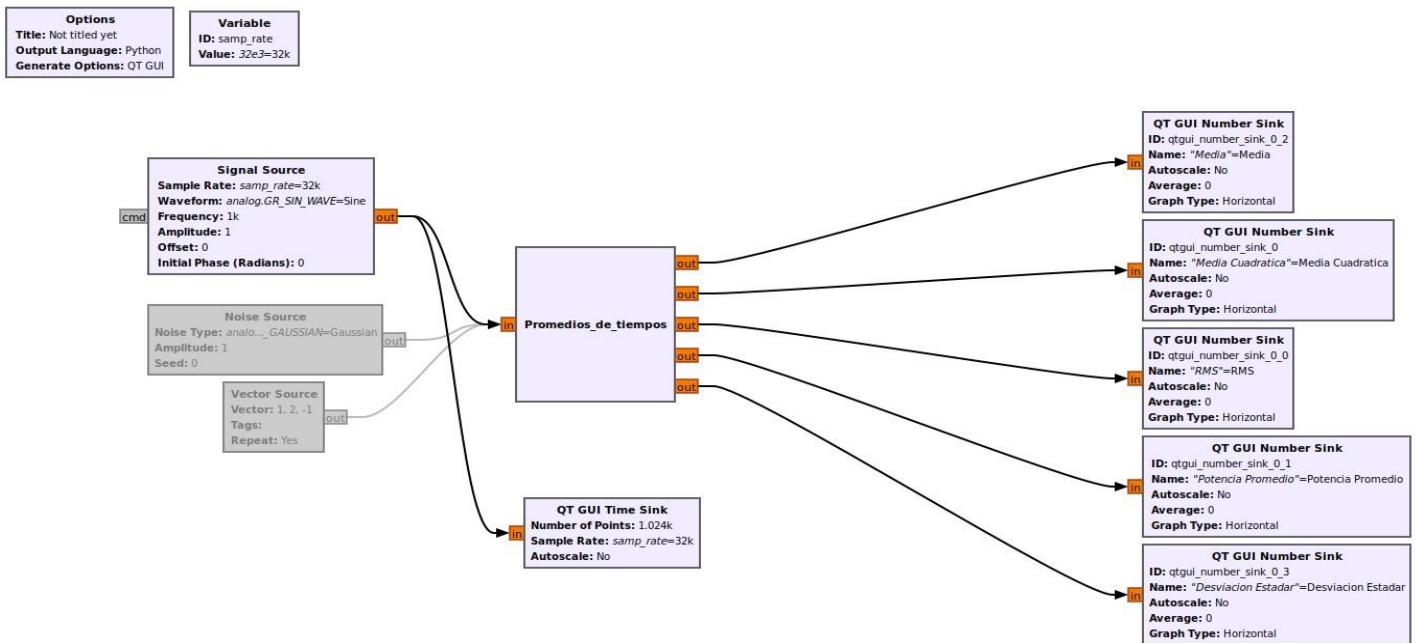 Options
Title: Not titled yet
Output Language: Python
Generate Options: QT GUI
Variable
ID: samp_rate
Value: 32e3=32k
Signal Source
Sample Rate: samp_rate=32k
Waveform: analog.GR_SIN_WAVE=Sine
Frequency: 1k
Amplitude: 1
Offset: 0
Initial Phase (Radians): 0
cmd
out
Noise Source
Noise Type: analo..._GAUSSIAN=Gaussian
Amplitude: 1
Seed: 0
out
Vector Source
Vector: 1, 2, -1
Tags:
Repeat: Yes
out
in
Promedios_de_tiempos
out
out
out
out
out
in
QT GUI Time Sink
Number of Points: 1.024k
Sample Rate: samp_rate=32k
Autoscale: No
in
QT GUI Number Sink
ID: qtgui_number_sink_0_2
Name: "Media"=Media
Autoscale: No
Average: 0
Graph Type: Horizontal
in
QT GUI Number Sink
ID: qtgui_number_sink_0
Name: "Media Cuadratica"=Media Cuadratica
Autoscale: No
Average: 0
Graph Type: Horizontal
in
QT GUI Number Sink
ID: qtgui_number_sink_0_0
Name: "RMS"=RMS
Autoscale: No
Average: 0
Graph Type: Horizontal
in
QT GUI Number Sink
ID: qtgui_number_sink_0_1
Name: "Potencia Promedio"=Potencia Promedio
Autoscale: No
Average: 0
Graph Type: Horizontal
in
QT GUI Number Sink
ID: qtgui_number_sink_0_3
Name: "Desviacion Estadar"=Desviacion Estadar
Autoscale: No
Average: 0
Graph Type: Horizontal
in